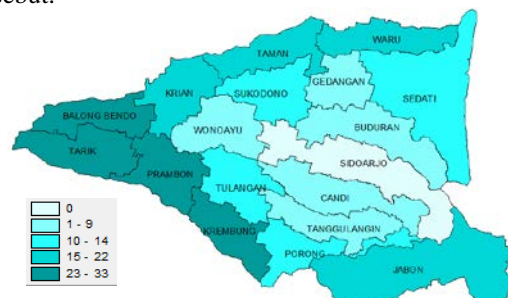 WARU
TAMAN
GEDANGAN
KRIAN
SUKODONO
SEDATI
BALONG BENDO
WONOAYU
BUDURAN
TARIK
SIDOARJO
PRAMBON
TULANGAN
CANDI
KREMBUNG
TANGGULANGIN
PORONG
JABON
0
1 - 9
10 - 14
15 - 22
23 - 33